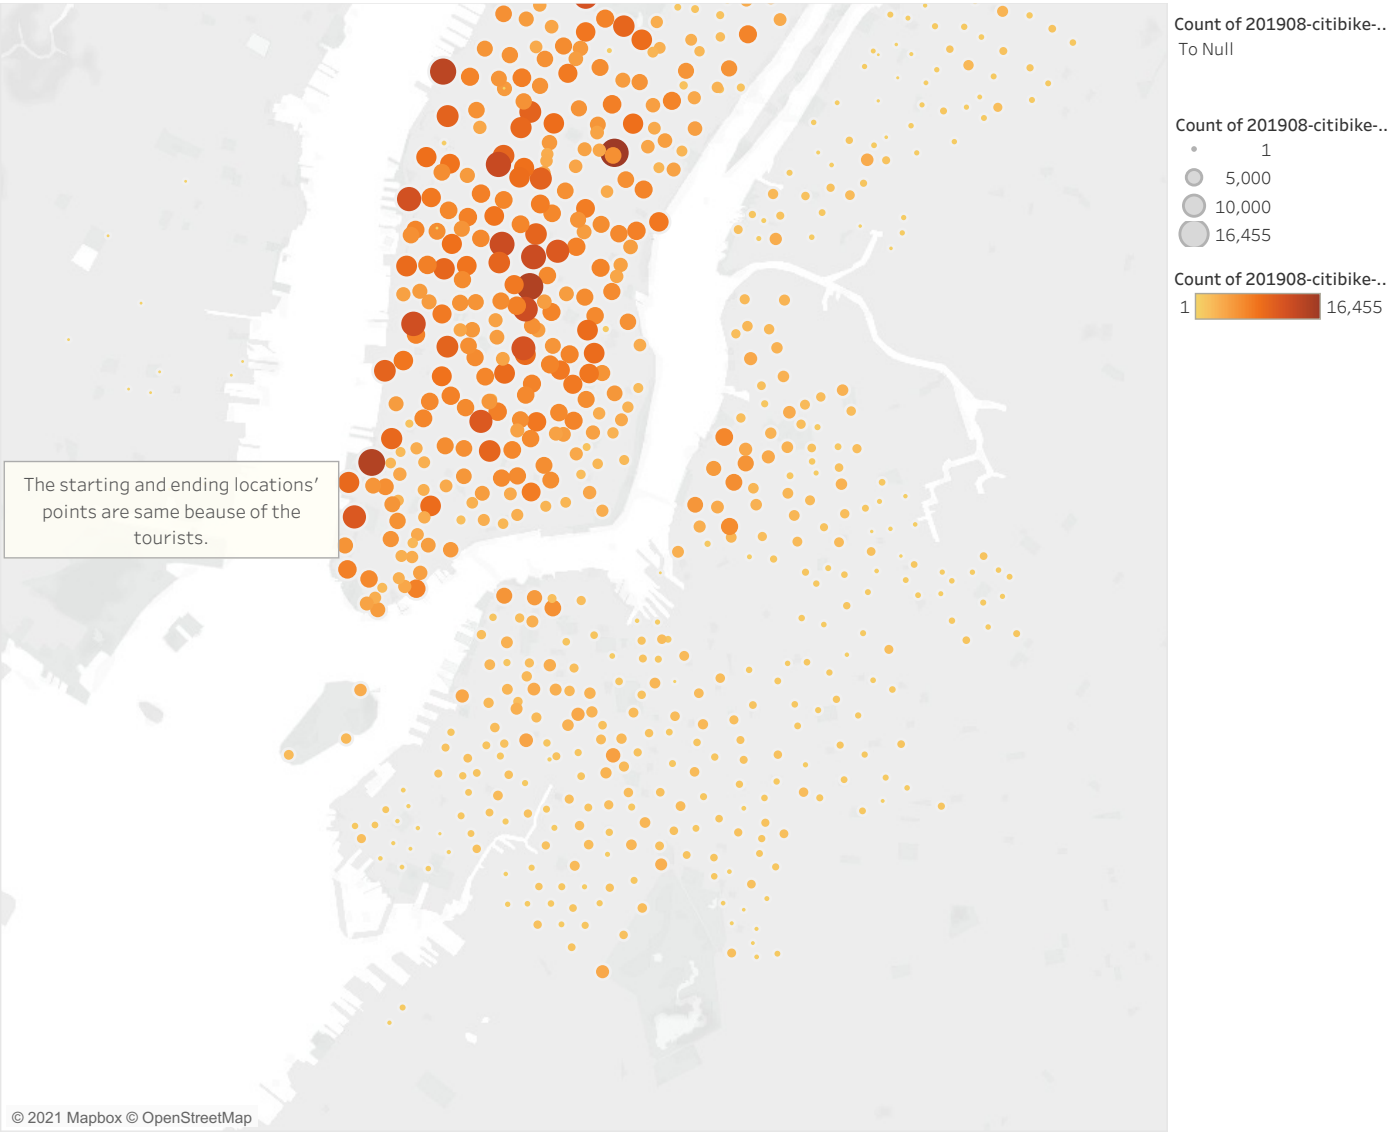 Count of 201908-citibike-..
To Null
Count of 201908-citibike-..
1
5,000
10,000
16,455
Count of 201908-citibike-..
1 16,455
The starting and ending locations'
points are same beause of the
tourists.
© 2021 Mapbox © OpenStreetMap